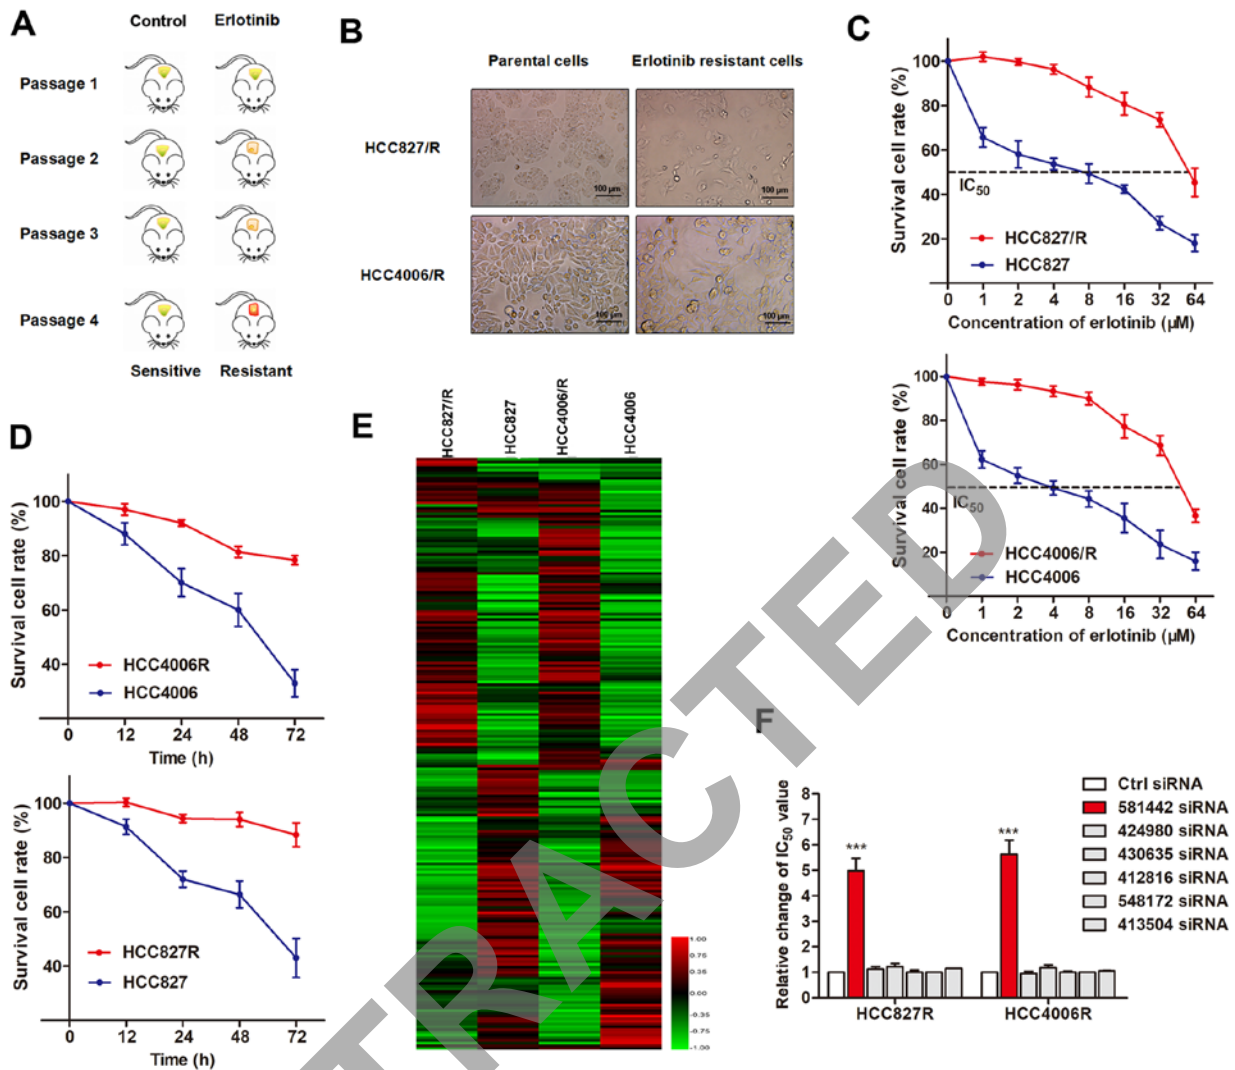 A
Control Erlotinib
Passage 1
Passage 2
Passage 3
Passage 4
Sensitive Resistant
B
Parental cells Erlotinib resistant cells
HCC827/R
100 µm 100 µm
HCC4006/R
100 µm 100 µm
C
Survival cell rate (%)
100
80
60
40
20
IC50
HCC827/R
HCC827
0 1 2 4 8 16 32 64
Concentration of erlotinib (µM)
Survival cell rate (%)
100
80
60
40
20
IC50
HCC4006/R
HCC4006
0 1 2 4 8 16 32 64
Concentration of erlotinib (µM)
D
Survival cell rate (%)
100
80
60
40
HCC4006R
HCC4006
0 12 24 48 72
Time (h)
Survival cell rate (%)
100
80
60
40
HCC827R
HCC827
0 12 24 48 72
Time (h)
E
HCC827/R HCC827 HCC4006/R HCC4006
1.00
0.75
0.35
0.00
-0.35
-0.75
-1.00
F
Relative change of IC50 value
8
7
6
5
4
3
2
1
0
*** ***
HCC827R HCC4006R
Ctrl siRNA
581442 siRNA
424980 siRNA
430635 siRNA
412816 siRNA
548172 siRNA
413504 siRNA
TRACTED